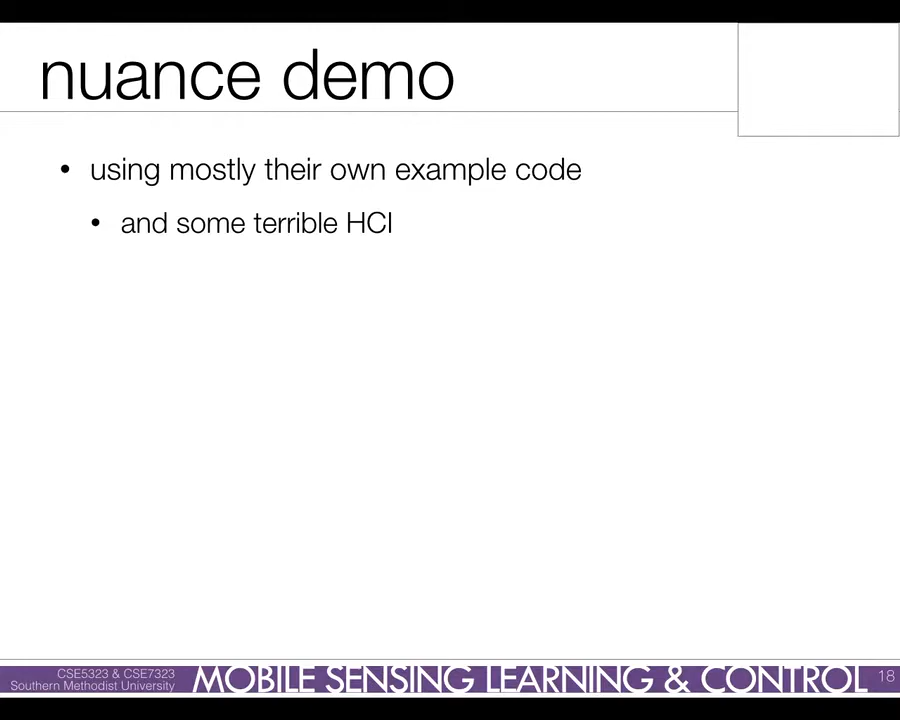 nuance demo
• using mostly their own example code
• and some terrible HCI
CSE5323 & CSE7323
Southern Methodist University
MOBILE SENSING LEARNING & CONTROL
18